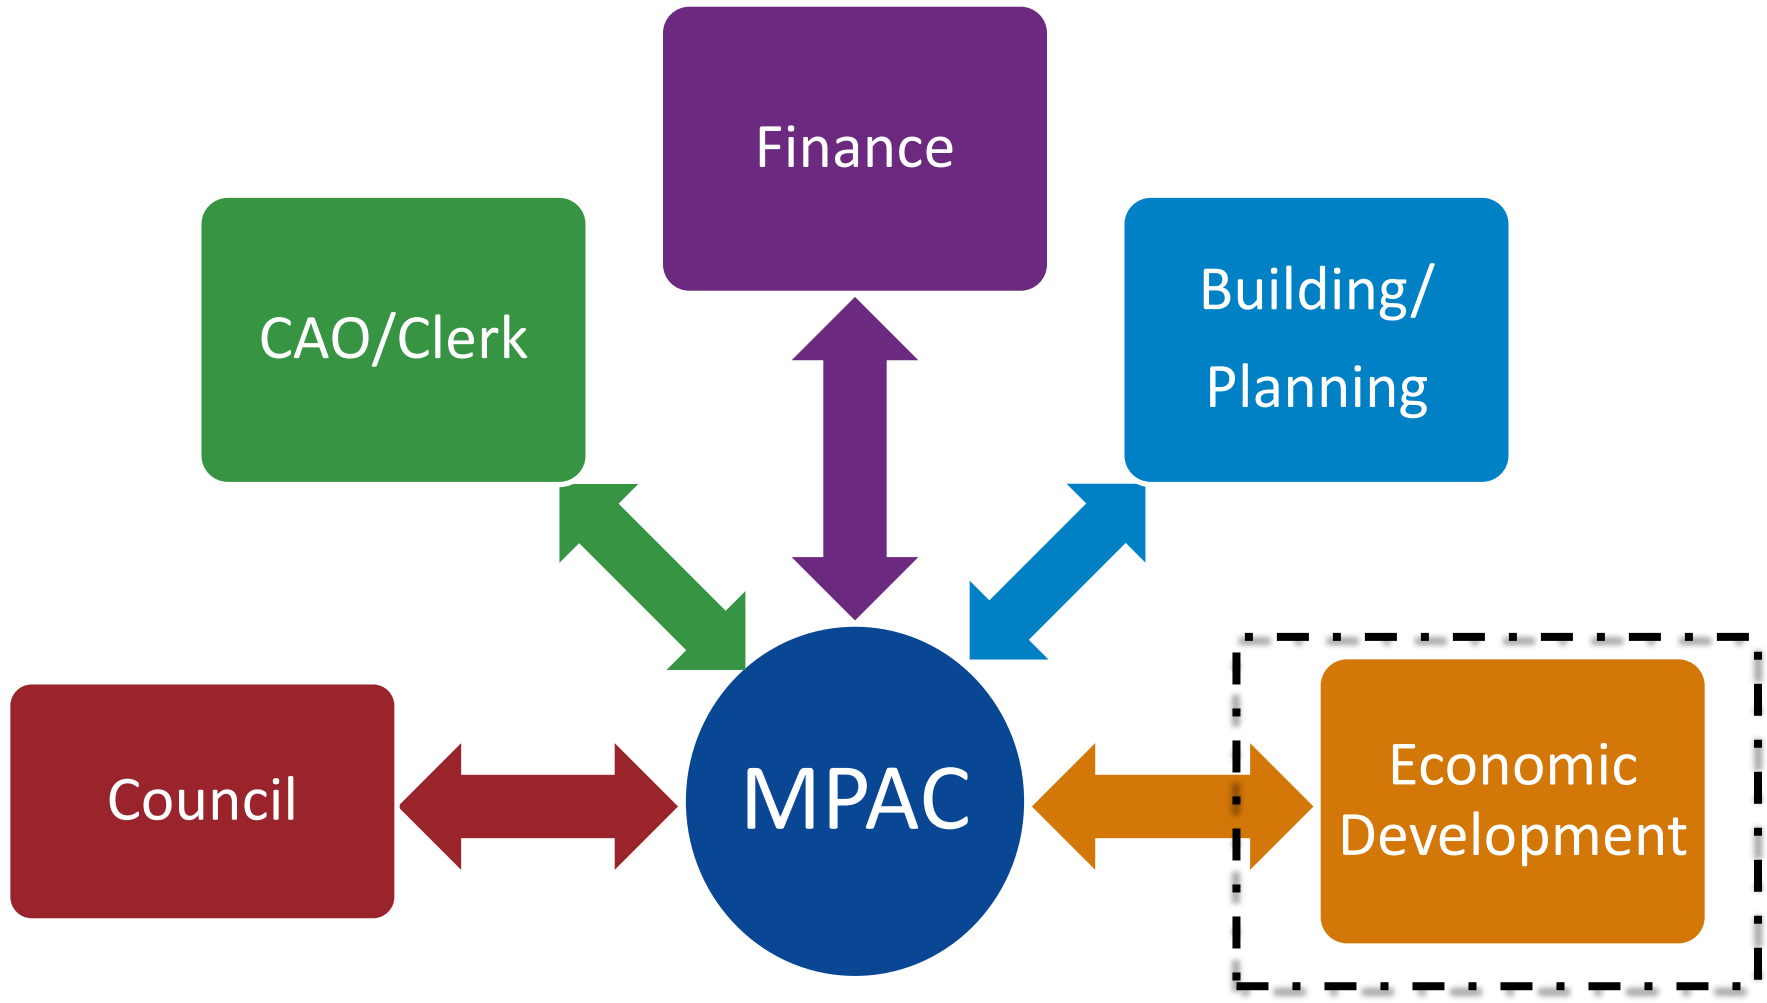 Finance
CAO/Clerk
Building/
Planning
Council
MPAC
Economic
Development